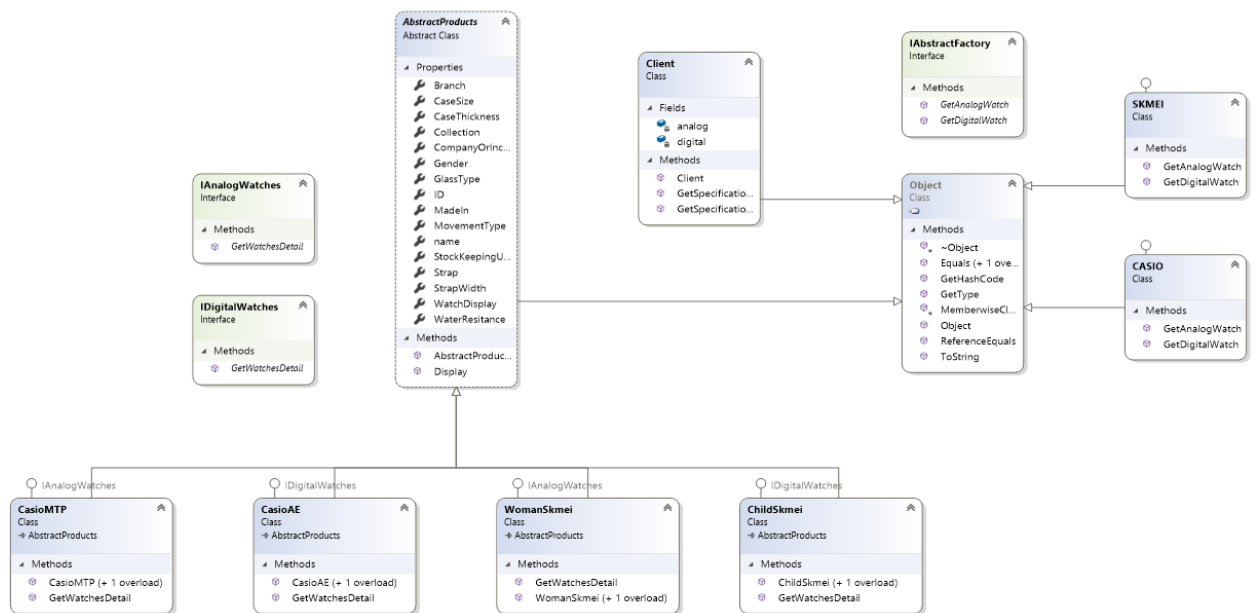 AbstractProducts
Abstract Class
Properties
Branch
CaseSize
CaseThickness
Collection
CompanyOrInc...
Gender
GlassType
ID
MadeIn
MovementType
name
StockKeepingU...
Strap
StrapWidth
WatchDisplay
WaterResitance
Methods
AbstractProduc...
Display
Client
Class
Fields
analog
digital
Methods
Client
GetSpecificatio...
GetSpecificatio...
IAbstractFactory
Interface
Methods
GetAnalogWatch
GetDigitalWatch
SKMEI
Class
Methods
GetAnalogWatch
GetDigitalWatch
IAnalogWatches
Interface
Methods
GetWatchesDetail
Object
Class
Methods
~Object
Equals (+ 1 ove...
GetHashCode
GetType
MemberwiseCl...
Object
ReferenceEquals
ToString
CASIO
Class
Methods
GetAnalogWatch
GetDigitalWatch
IDigitalWatches
Interface
Methods
GetWatchesDetail
IAnalogWatches
CasioMTP
Class
AbstractProducts
Methods
CasioMTP (+ 1 overload)
GetWatchesDetail
IDigitalWatches
CasioAE
Class
AbstractProducts
Methods
CasioAE (+ 1 overload)
GetWatchesDetail
IAnalogWatches
WomanSkmei
Class
AbstractProducts
Methods
GetWatchesDetail
WomanSkmei (+ 1 overload)
IDigitalWatches
ChildSkmei
Class
AbstractProducts
Methods
ChildSkmei (+ 1 overload)
GetWatchesDetail